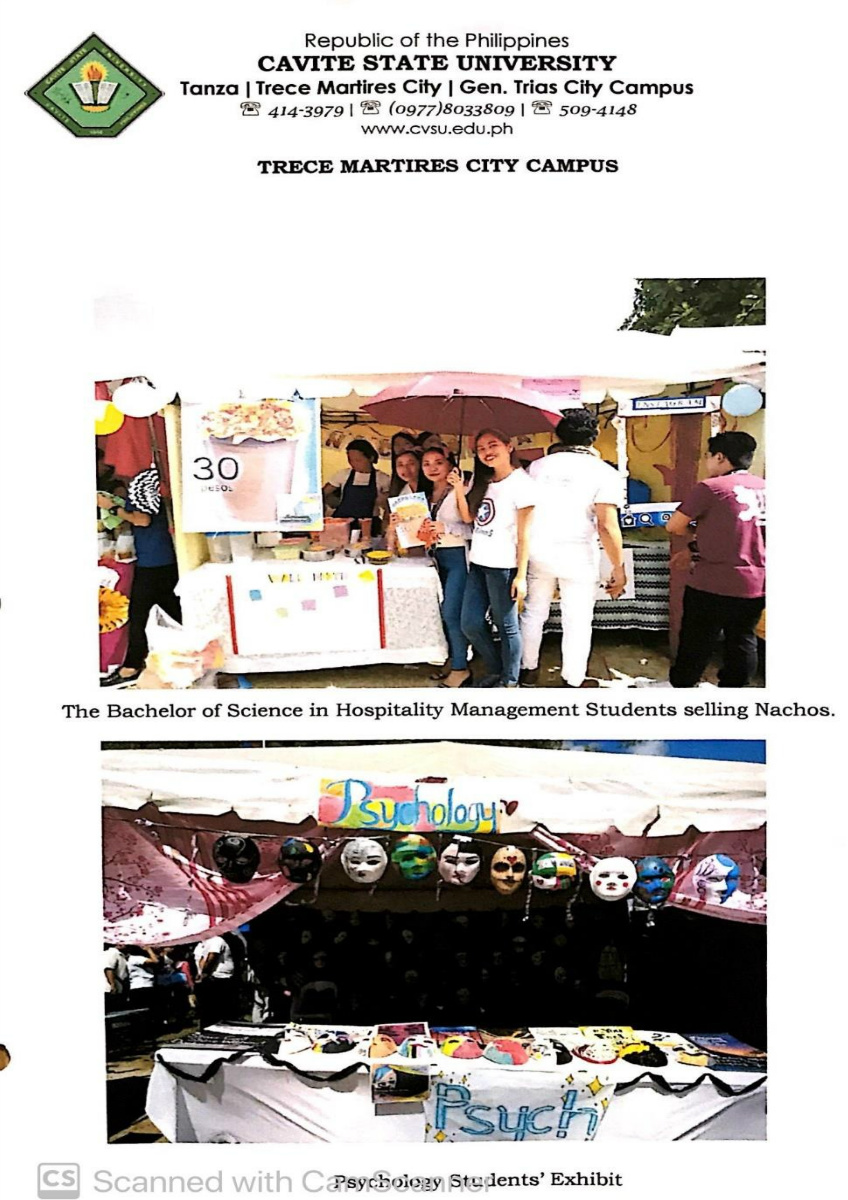 Republic of the Philippines
CAVITE STATE UNIVERSITY
Tanza | Trece Martires City | Gen. Trias City Campus
☏ 414-3979 | ☏ (0977)8033809 | ☏ 509-4148
www.cvsu.edu.ph
TRECE MARTIRES CITY CAMPUS
30
PESOS
INSTAGRAM
The Bachelor of Science in Hospitality Management Students selling Nachos.
Psychology
Psych
Psychology Students' Exhibit
CS Scanned with CamScanner